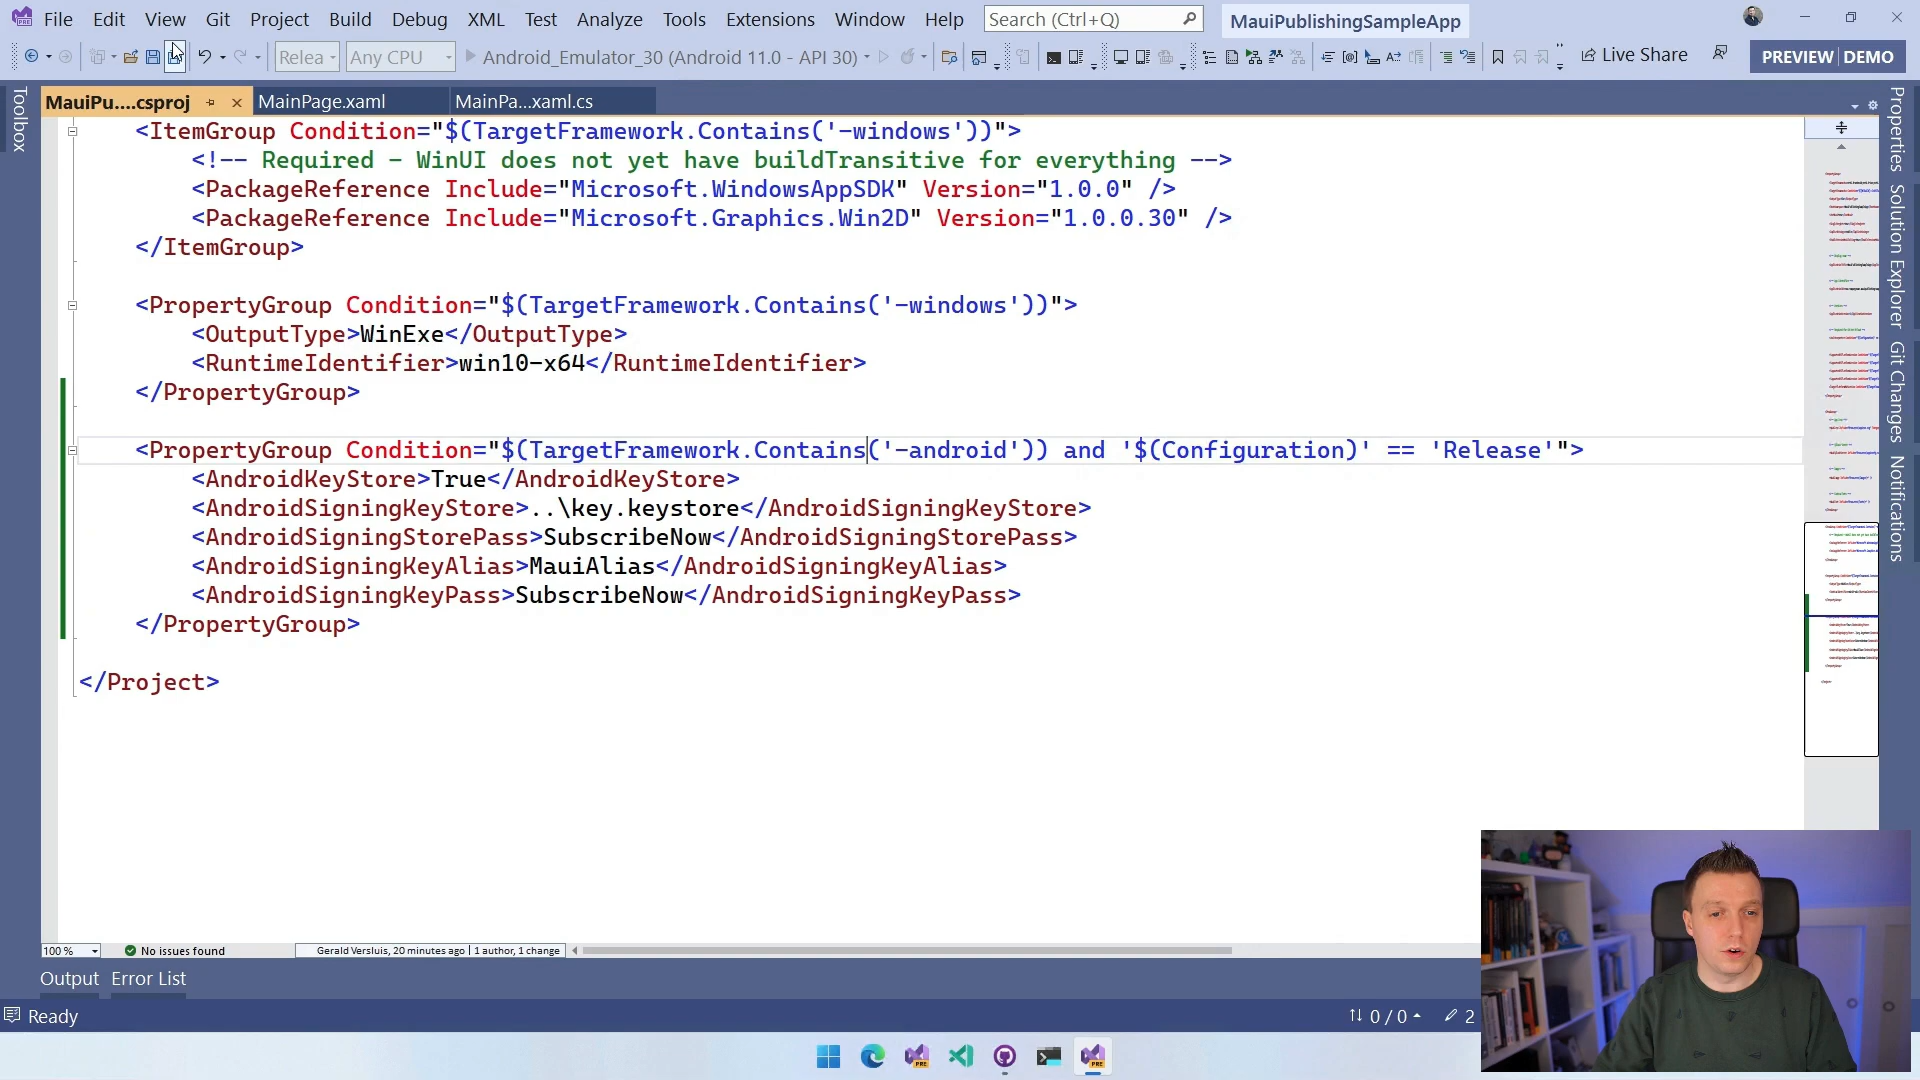 File Edit View Git Project Build Debug XML Test Analyze Tools Extensions Window Help Search (Ctrl+Q) MauiPublishingSampleApp
Relea Any CPU Android_Emulator_30 (Android 11.0 - API 30) Live Share PREVIEW DEMO
MauiPu....csproj MainPage.xaml MainPa...xaml.cs
Toolbox
<ItemGroup Condition="$(TargetFramework.Contains('-windows'))">
<!-- Required - WinUI does not yet have buildTransitive for everything -->
<PackageReference Include="Microsoft.WindowsAppSDK" Version="1.0.0" />
<PackageReference Include="Microsoft.Graphics.Win2D" Version="1.0.0.30" />
</ItemGroup>
<PropertyGroup Condition="$(TargetFramework.Contains('-windows'))">
<OutputType>WinExe</OutputType>
<RuntimeIdentifier>win10-x64</RuntimeIdentifier>
</PropertyGroup>
<PropertyGroup Condition="$(TargetFramework.Contains('-android')) and '$(Configuration)' == 'Release'">
<AndroidKeyStore>True</AndroidKeyStore>
<AndroidSigningKeyStore>..\key.keystore</AndroidSigningKeyStore>
<AndroidSigningStorePass>SubscribeNow</AndroidSigningStorePass>
<AndroidSigningKeyAlias>MauiAlias</AndroidSigningKeyAlias>
<AndroidSigningKeyPass>SubscribeNow</AndroidSigningKeyPass>
</PropertyGroup>
</Project>
Properties
Solution Explorer
Git Changes
Notifications
100 % No issues found Gerald Versluis, 20 minutes ago | 1 author, 1 change
Output Error List
Ready 0 / 0 2